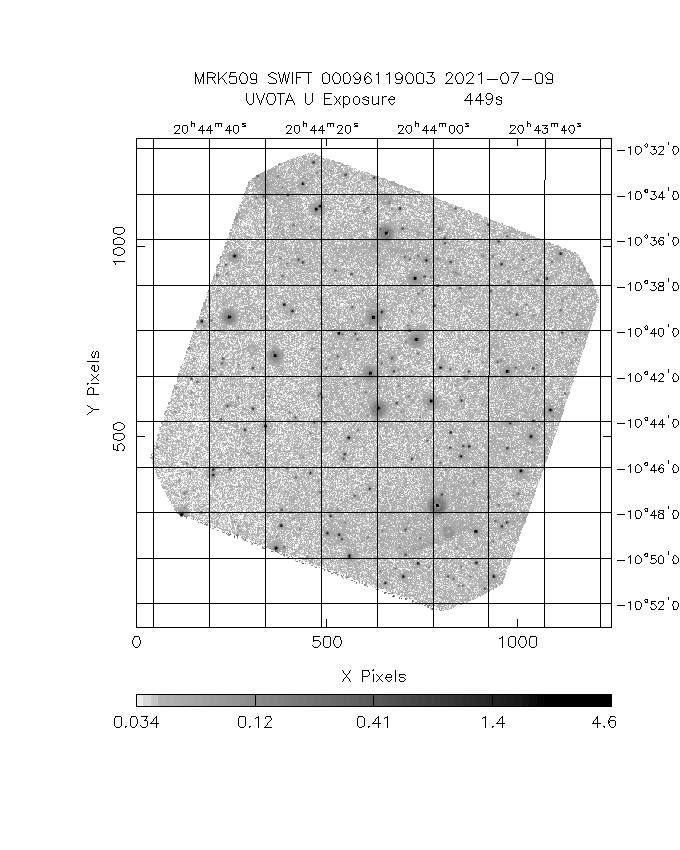 MRK509 SWIFT 00096119003 2021-07-09
UVOTA U Exposure 449s
20h44m40s 20h44m20s 20h44m00s 20h43m40s
-10°32'0
-10°34'0
-10°36'0
-10°38'0
-10°40'0
-10°42'0
-10°44'0
-10°46'0
-10°48'0
-10°50'0
-10°52'0
1000
500
Y Pixels
0 500 1000
X Pixels
0.034 0.12 0.41 1.4 4.6